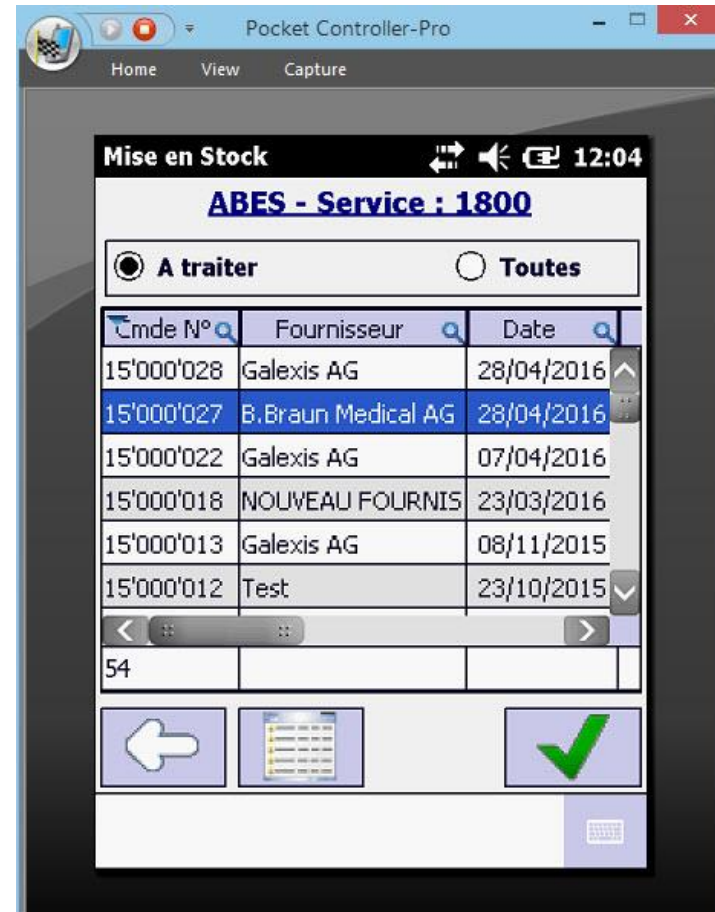 Pocket Controller-Pro
Home View Capture
Mise en Stock 12:04
ABES - Service : 1800
A traiter Toutes
Cmde N° Fournisseur Date
15'000'028 Galexis AG 28/04/2016
15'000'027 B.Braun Medical AG 28/04/2016
15'000'022 Galexis AG 07/04/2016
15'000'018 NOUVEAU FOURNIS 23/03/2016
15'000'013 Galexis AG 08/11/2015
15'000'012 Test 23/10/2015
54